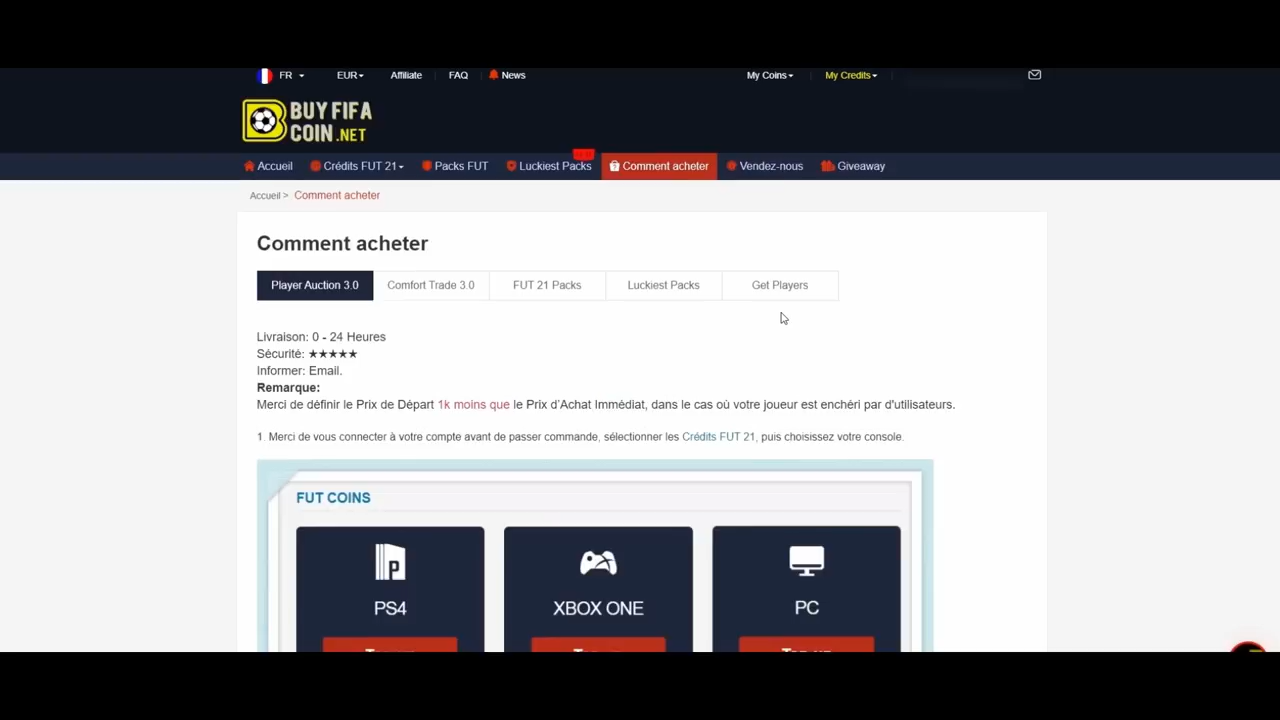 FR EUR Affiliate FAQ News My Coins My Credits
BUY FIFA
COIN .NET
Accueil Crédits FUT 21 Packs FUT Luckiest Packs Comment acheter Vendez-nous Giveaway
Accueil > Comment acheter
Comment acheter
Player Auction 3.0 Comfort Trade 3.0 FUT 21 Packs Luckiest Packs Get Players
Livraison: 0 - 24 Heures
Sécurité: ★★★★★
Informer: Email.
Remarque:
Merci de définir le Prix de Départ 1k moins que le Prix d'Achat Immédiat, dans le cas où votre joueur est enchéri par d'utilisateurs.
1. Merci de vous connecter à votre compte avant de passer commande, sélectionner les Crédits FUT 21, puis choisissez votre console.
FUT COINS
PS4 XBOX ONE PC